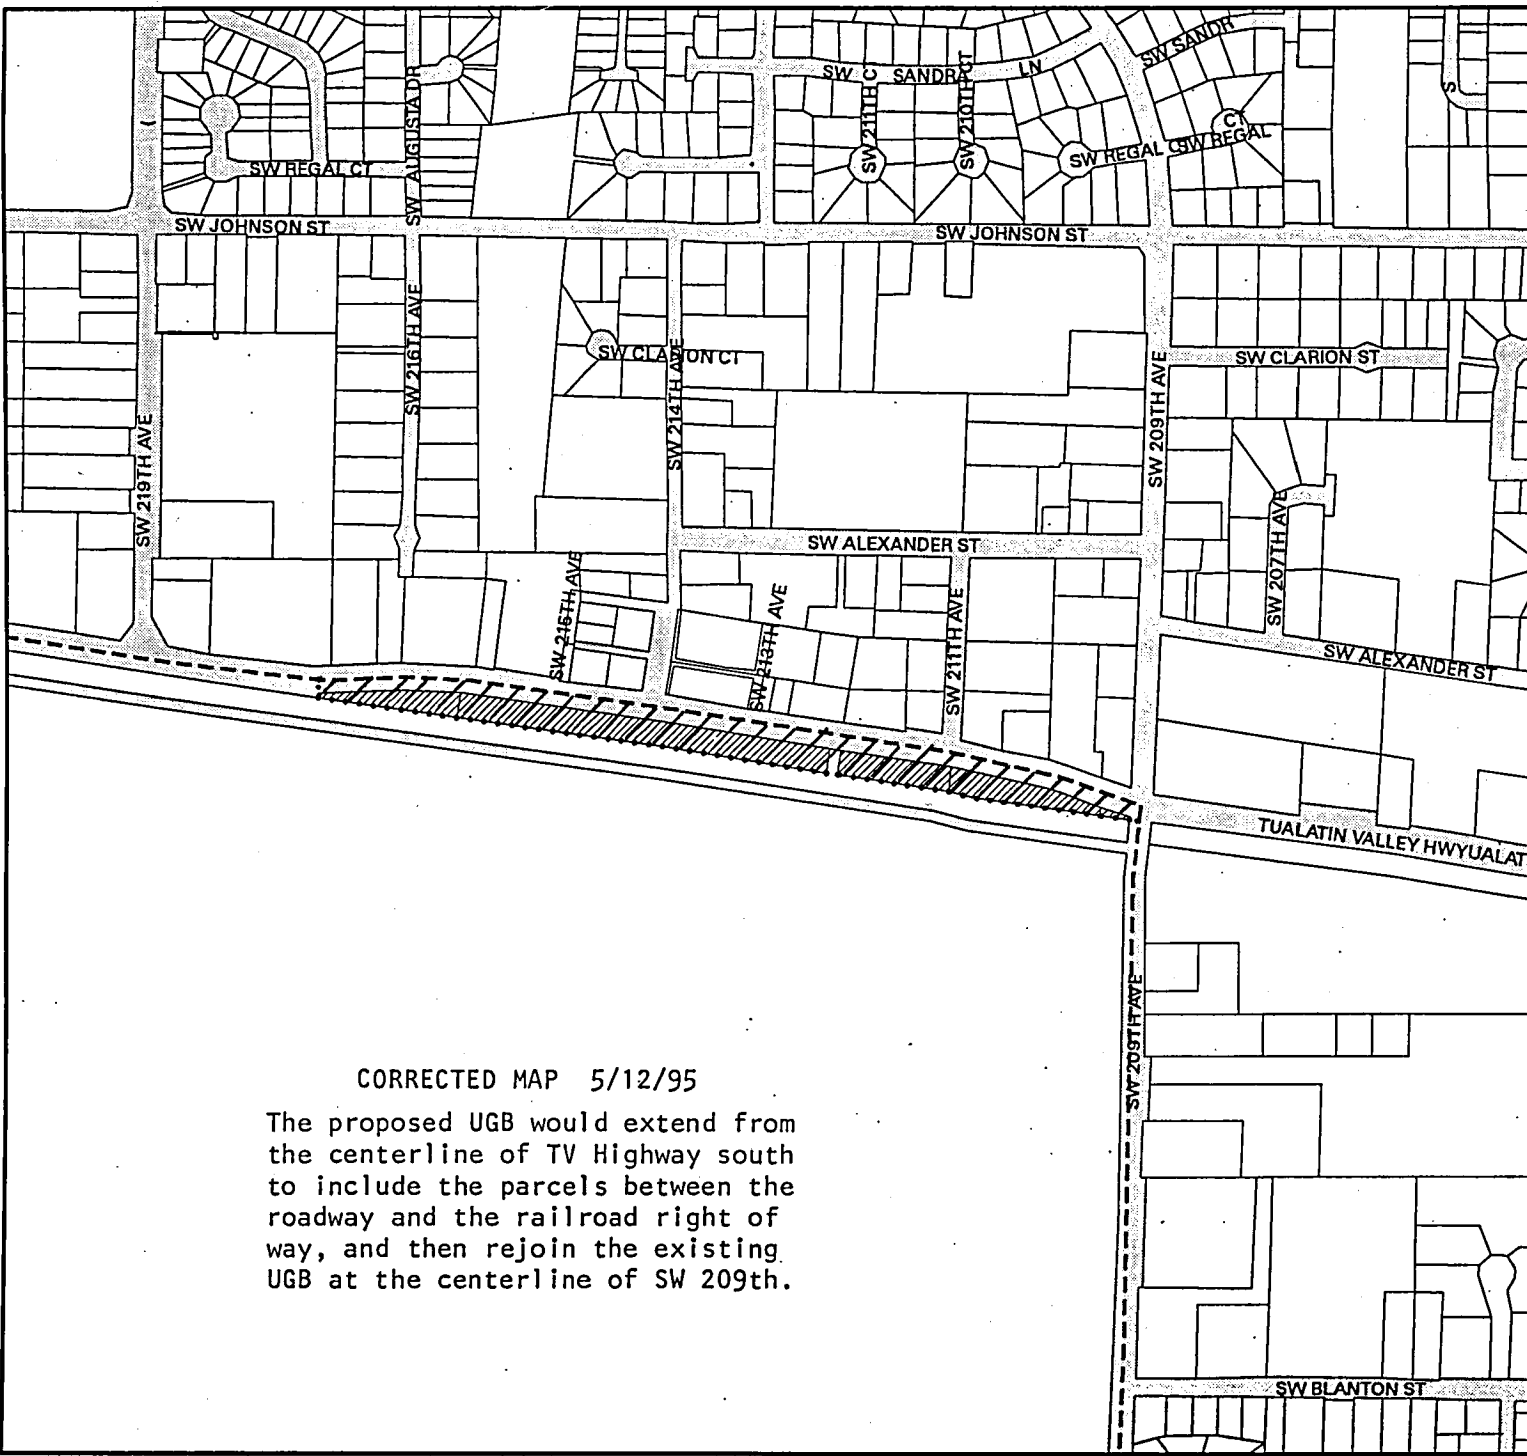 SW SANDRA LN
SW SANDR
SW 211TH C
SW 210TH CT
SW AUGUSTA DR
SW REGAL CT
SW REGAL C
SW REGAL
CT
S
SW JOHNSON ST
SW JOHNSON ST
SW 219TH AVE
SW 216TH AVE
SW CLARION CT
SW 214TH AVE
SW 209TH AVE
SW CLARION ST
SW ALEXANDER ST
SW 207TH AVE
SW 215TH AVE
SW 213TH AVE
SW 211TH AVE
SW ALEXANDER ST
TUALATIN VALLEY HWYUALAT
SW 209TH AVE
CORRECTED MAP 5/12/95
The proposed UGB would extend from
the centerline of TV Highway south
to include the parcels between the
roadway and the railroad right of
way, and then rejoin the existing
UGB at the centerline of SW 209th.
SW BLANTON ST